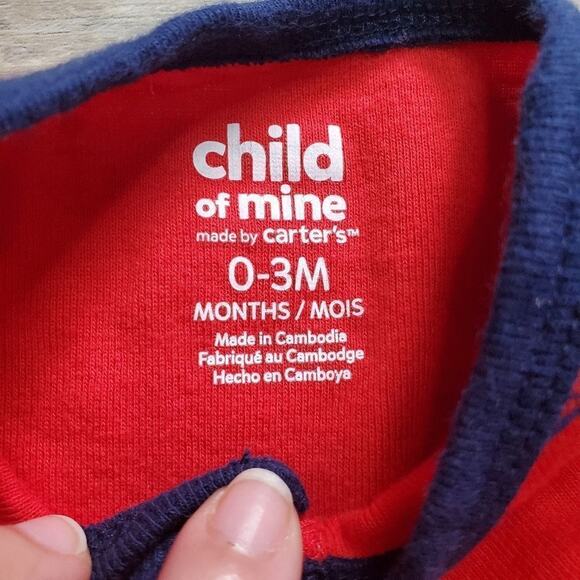 child
of mine
made by carter's™
0-3M
MONTHS / MOIS
Made in Cambodia
Fabriqué au Cambodge
Hecho en Camboya